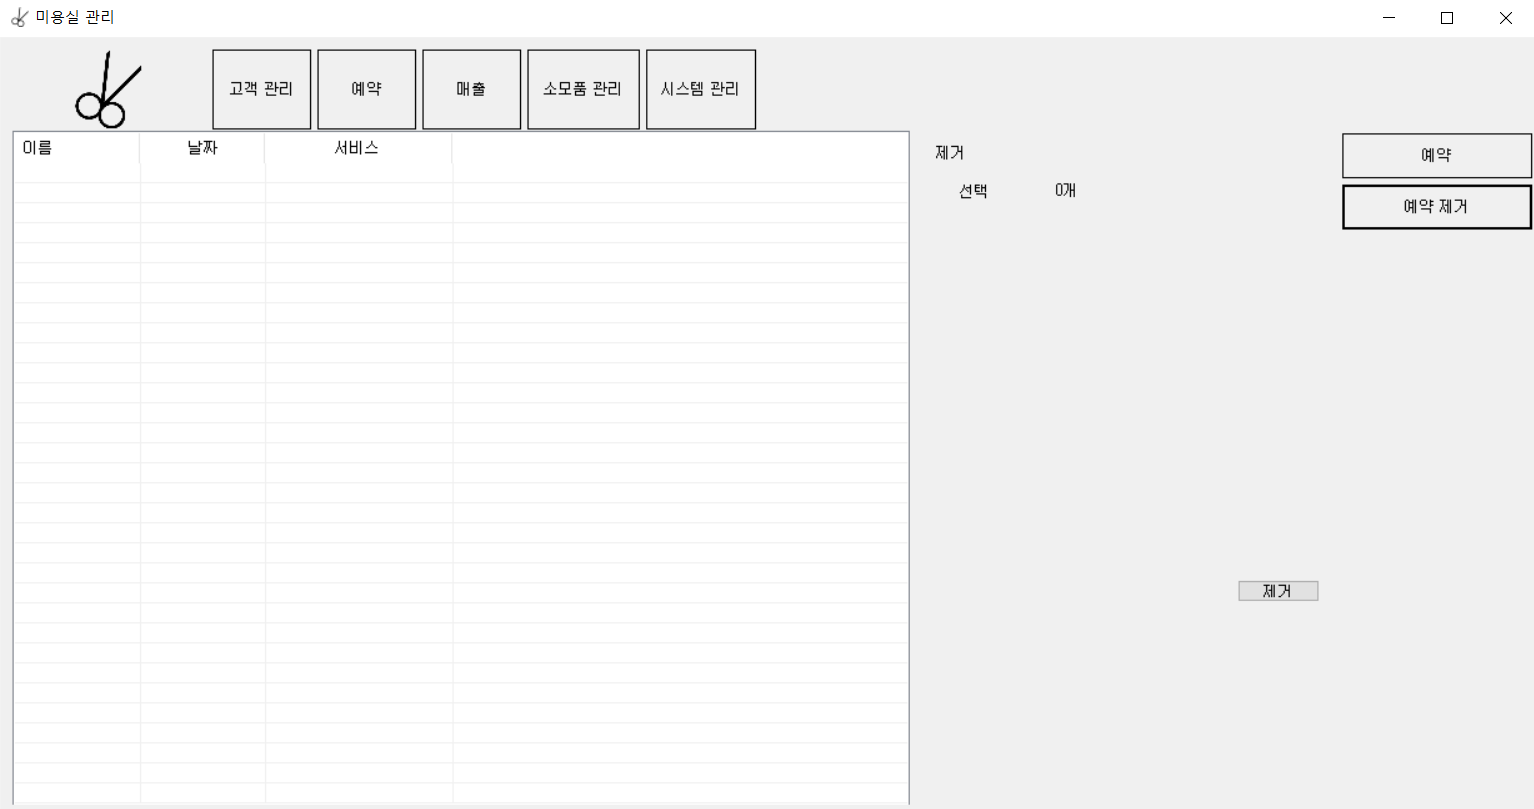 미용실 관리
고객 관리 예약 매출 소모품 관리 시스템 관리
이름 날짜 서비스
제거
선택 0개
예약
예약 제거
제거